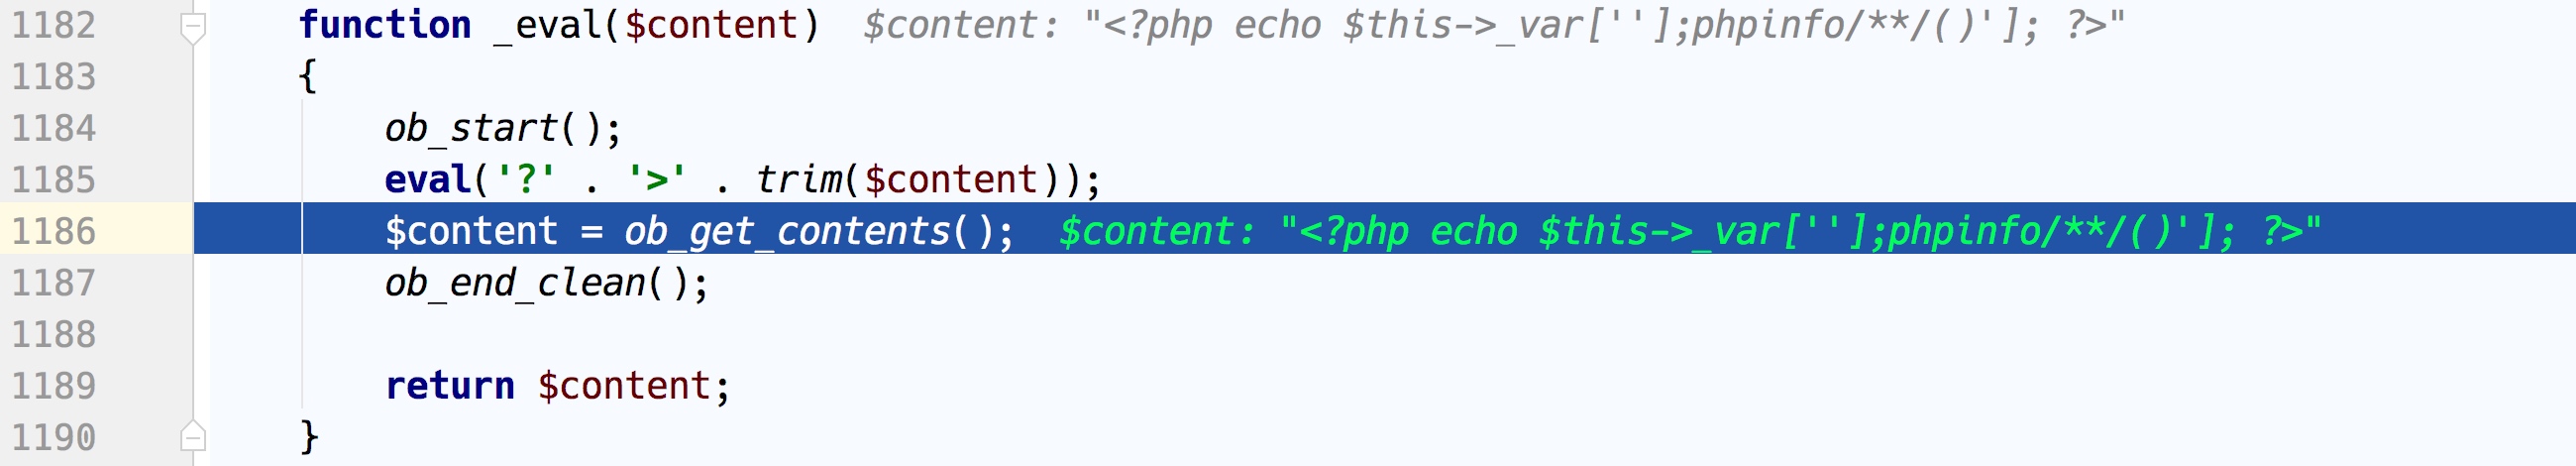 1182 function _eval($content) $content: "<?php echo $this->_var[''];phpinfo/**/()']; ?>"
1183 {
1184 ob_start();
1185 eval('?' . '>' . trim($content));
1186 $content = ob_get_contents(); $content: "<?php echo $this->_var[''];phpinfo/**/()']; ?>"
1187 ob_end_clean();
1188
1189 return $content;
1190 }